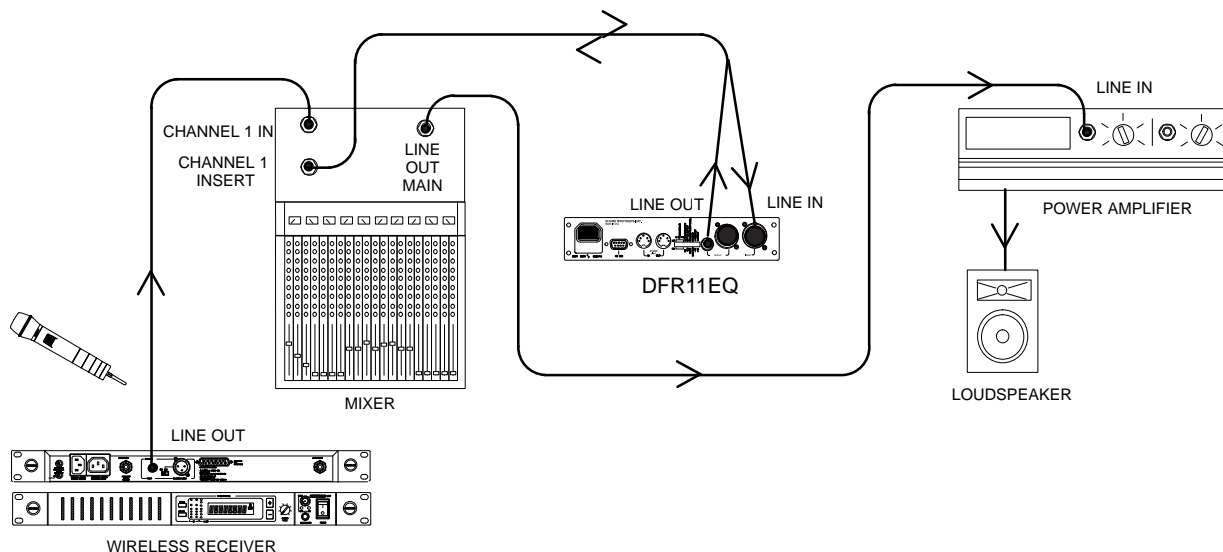 LINE IN
CHANNEL 1 IN
CHANNEL 1
INSERT
LINE
OUT
MAIN
LINE OUT
LINE IN
POWER AMPLIFIER
DFR11EQ
LOUDSPEAKER
MIXER
LINE OUT
WIRELESS RECEIVER